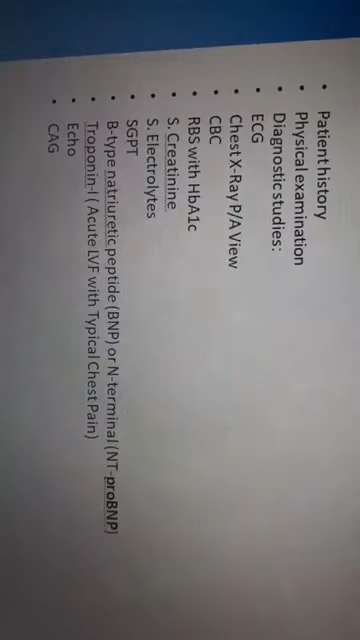 • Patient history
• Physical examination
• Diagnostic studies:
• ECG
• Chest X-Ray P/A View
• CBC
• RBS with HbA1c
• S. Creatinine
• S. Electrolytes
• SGPT
• B-type natriuretic peptide (BNP) or N-terminal (NT-proBNP)
• Troponin-I ( Acute LVF with Typical Chest Pain)
• Echo
• CAG